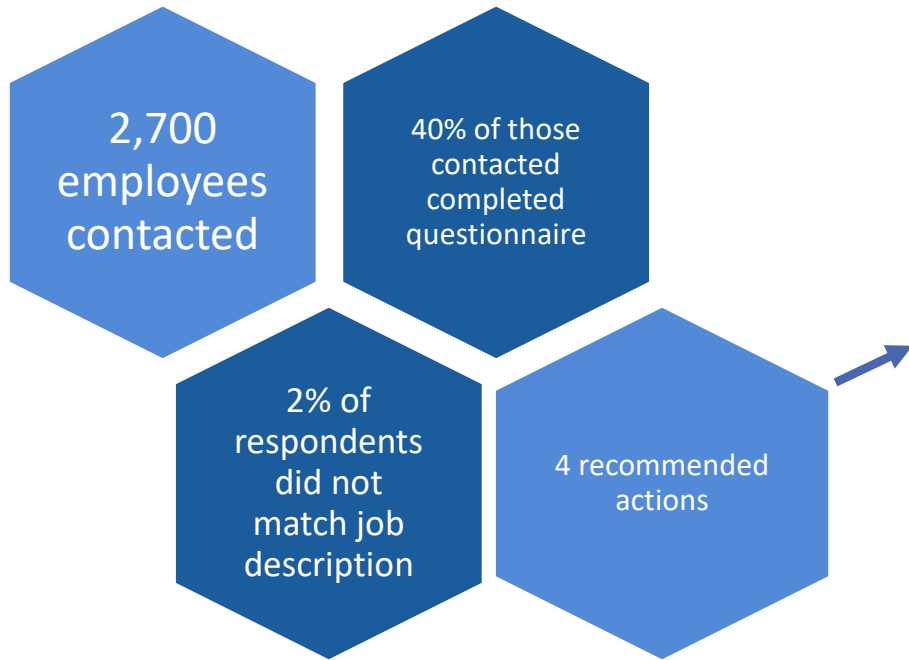 2,700
employees
contacted
40% of those
contacted
completed
questionnaire
2% of
respondents
did not
match job
description
4 recommended
actions